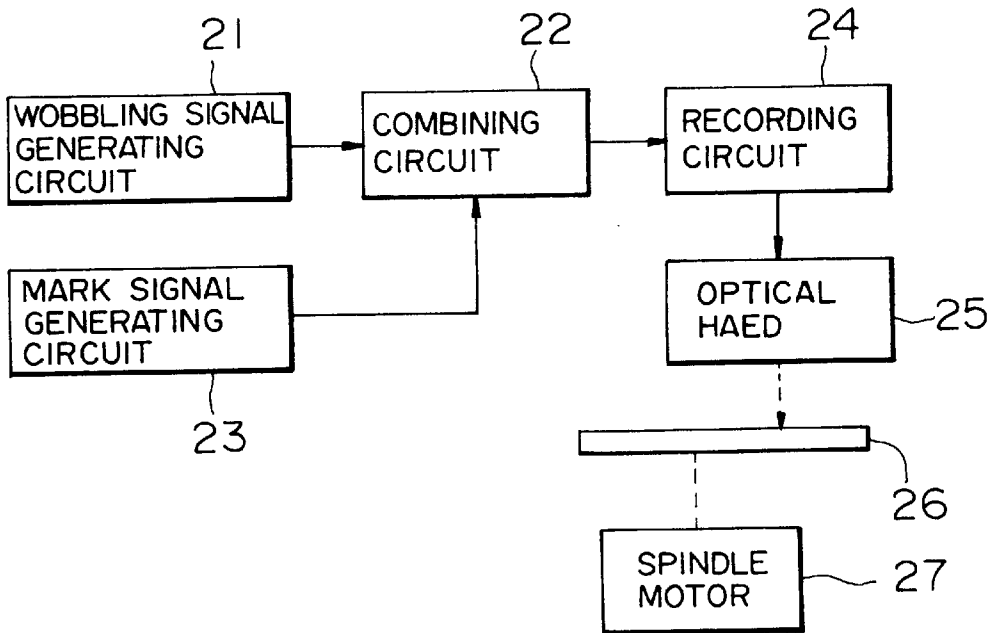 21
22
24
WOBBLING SIGNAL
GENERATING
CIRCUIT
COMBINING
CIRCUIT
RECORDING
CIRCUIT
MARK SIGNAL
GENERATING
CIRCUIT
OPTICAL
HAED
25
23
26
SPINDLE
MOTOR
27